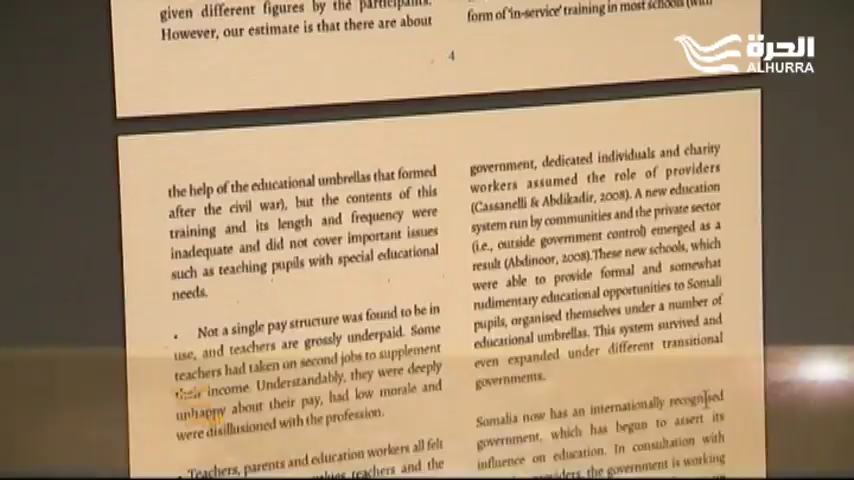 given different figures by the participants.
However, our estimate is that there are about
form of 'in-service' training in most schools (with
4
الحرة
ALHURRA
the help of the educational umbrellas that formed
after the civil war), but the contents of this
training and its length and frequency were
inadequate and did not cover important issues
such as teaching pupils with special educational
needs.
• Not a single pay structure was found to be in
use, and teachers are grossly underpaid. Some
teachers had taken on second jobs to supplement
their income. Understandably, they were deeply
unhappy about their pay, had low morale and
were disillusioned with the profession.
• Teachers, parents and education workers all felt
teachers and the
government, dedicated individuals and charity
workers assumed the role of providers
(Cassanelli & Abdikadir, 2008). A new education
system run by communities and the private sector
(i.e., outside government control) emerged as a
result (Abdinoor, 2008).These new schools, which
were able to provide formal and somewhat
rudimentary educational opportunities to Somali
pupils, organised themselves under a number of
educational umbrellas. This system survived and
even expanded under different transitional
governments.
Somalia now has an internationally recognised
government, which has begun to assert its
influence on education. In consultation with
the government is working